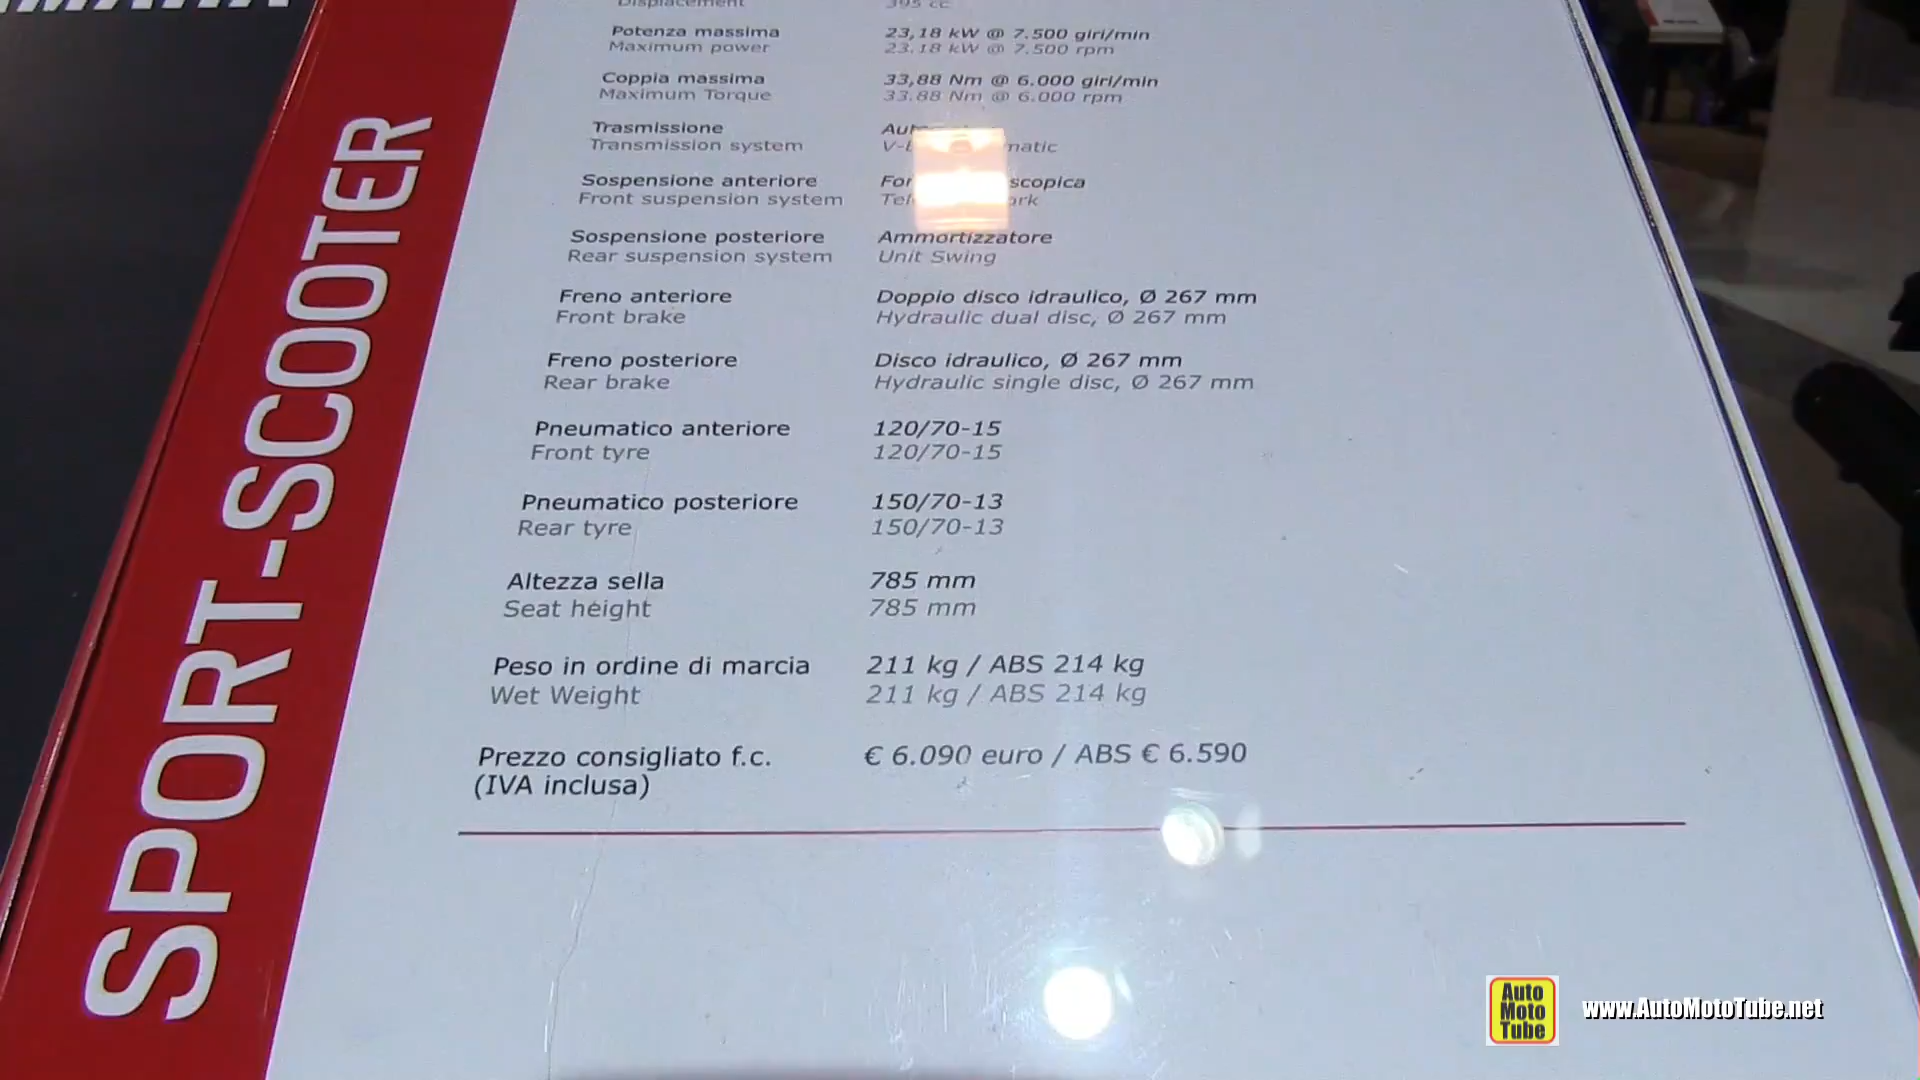 Displacement 395 cc
Potenza massima 23,18 kW @ 7.500 giri/min
Maximum power 23.18 kW @ 7.500 rpm
Coppia massima 33,88 Nm @ 6.000 giri/min
Maximum Torque 33.88 Nm @ 6.000 rpm
Trasmissione
Transmission system
Sospensione anteriore
Front suspension system
Sospensione posteriore Ammortizzatore
Rear suspension system Unit Swing
Freno anteriore Doppio disco idraulico, Ø 267 mm
Front brake Hydraulic dual disc, Ø 267 mm
Freno posteriore Disco idraulico, Ø 267 mm
Rear brake Hydraulic single disc, Ø 267 mm
Pneumatico anteriore 120/70-15
Front tyre 120/70-15
Pneumatico posteriore 150/70-13
Rear tyre 150/70-13
Altezza sella 785 mm
Seat height 785 mm
Peso in ordine di marcia 211 kg / ABS 214 kg
Wet Weight 211 kg / ABS 214 kg
Prezzo consigliato f.c. € 6.090 euro / ABS € 6.590
(IVA inclusa)
SPORT-SCOOTER
Auto
Moto
Tube
www.AutoMotoTube.net